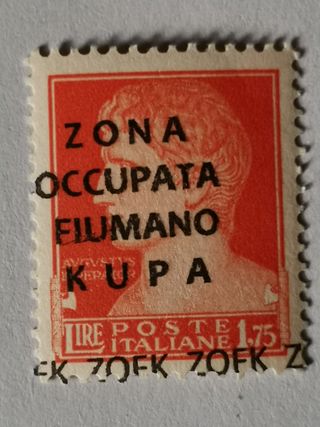 ZONA
OCCUPATA
FIUMANO
KUPA
AVGVSTVS
LIRE POSTE 1,75
ITALIANE
ZOFK ZOFK